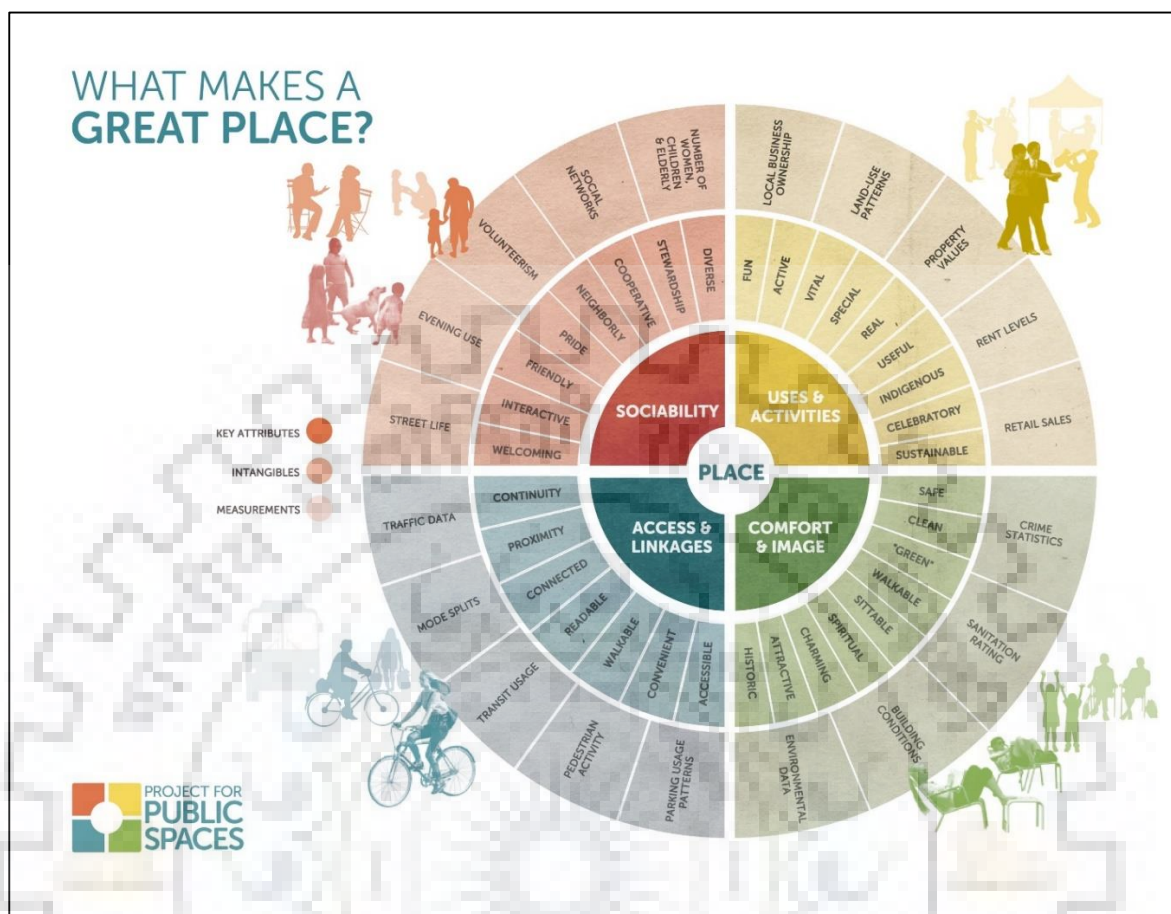 WHAT MAKES A
GREAT PLACE?
NUMBER OF
WOMEN,
CHILDREN
& ELDERLY
SOCIAL
NETWORKS
VOLUNTEERISM
EVENING USE
STREET LIFE
LOCAL BUSINESS
OWNERSHIP
LAND-USE
PATTERNS
PROPERTY
VALUES
RENT LEVELS
RETAIL SALES
DIVERSE
STEWARDSHIP
COOPERATIVE
NEIGHBORLY
PRIDE
FRIENDLY
INTERACTIVE
WELCOMING
FUN
ACTIVE
VITAL
SPECIAL
REAL
USEFUL
INDIGENOUS
CELEBRATORY
SUSTAINABLE
SOCIABILITY
USES &
ACTIVITIES
KEY ATTRIBUTES
INTANGIBLES
MEASUREMENTS
PLACE
ACCESS &
LINKAGES
COMFORT
& IMAGE
CONTINUITY
PROXIMITY
CONNECTED
READABLE
WALKABLE
CONVENIENT
ACCESSIBLE
SAFE
CLEAN
"GREEN"
WALKABLE
SITTABLE
SPIRITUAL
CHARMING
ATTRACTIVE
HISTORIC
TRAFFIC DATA
MODE SPLITS
TRANSIT USAGE
PEDESTRIAN
ACTIVITY
PARKING USAGE
PATTERNS
CRIME
STATISTICS
SANITATION
RATING
BUILDING
CONDITIONS
ENVIRONMENTAL
DATA
PROJECT FOR
PUBLIC
SPACES